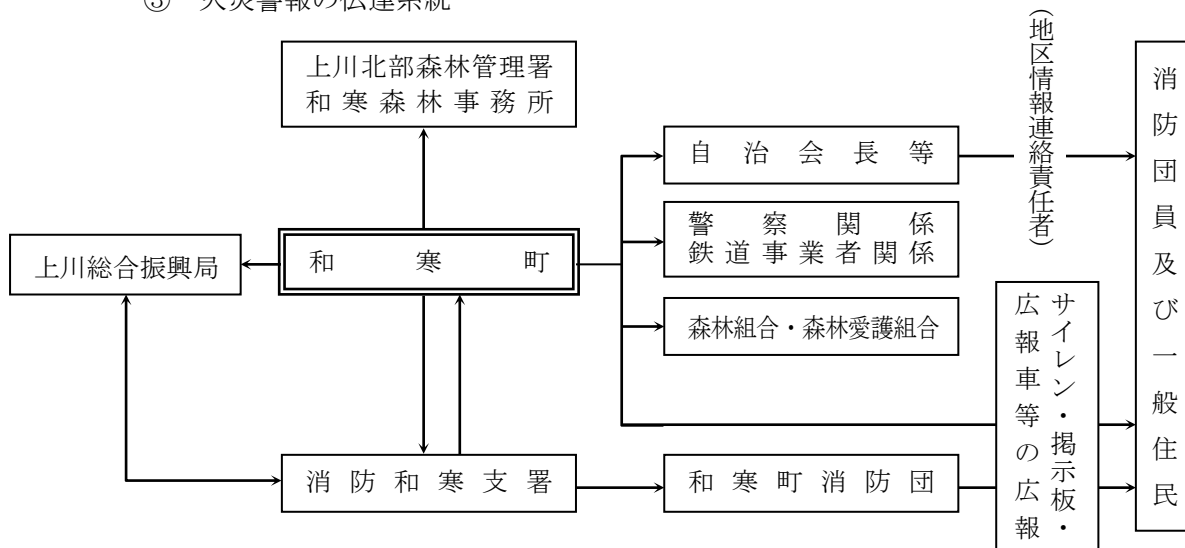 ③ 火災警報の伝達系統
上川北部森林管理署
和寒森林事務所
上川総合振興局
和寒町
消防和寒支署
自治会長等
警察関係
鉄道事業者関係
森林組合・森林愛護組合
和寒町消防団
(地区情報連絡責任者)
サイレン・掲示板・
広報車等の広報
消防団員及び一般住民